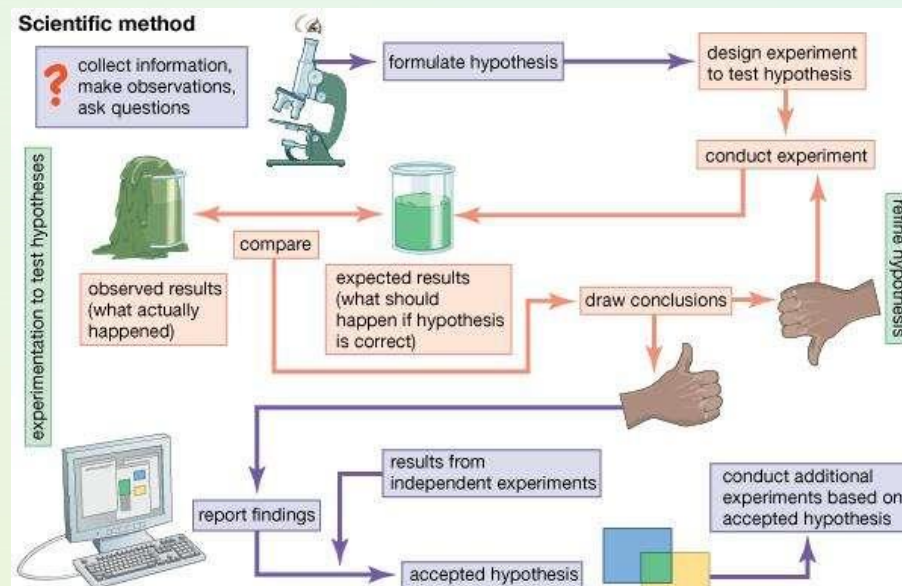 Scientific method
?
collect information,
make observations,
ask questions
formulate hypothesis
design experiment
to test hypothesis
conduct experiment
experimentation to test hypotheses
refine hypothesis
compare
observed results
(what actually
happened)
expected results
(what should
happen if hypothesis
is correct)
draw conclusions
results from
independent experiments
report findings
conduct additional
experiments based on
accepted hypothesis
accepted hypothesis